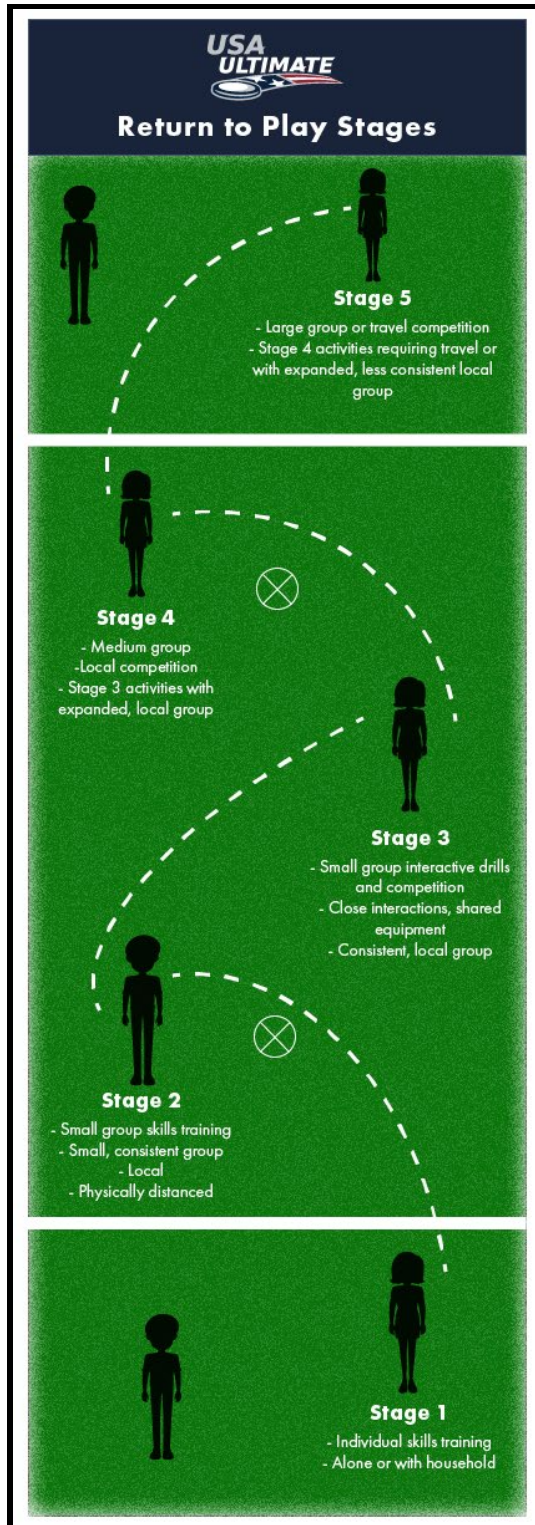 USA
ULTIMATE
Return to Play Stages
Stage 5
- Large group or travel competition
- Stage 4 activities requiring travel or
with expanded, less consistent local
group
Stage 4
- Medium group
-Local competition
- Stage 3 activities with
expanded, local group
Stage 3
- Small group interactive drills
and competition
- Close interactions, shared
equipment
- Consistent, local group
Stage 2
- Small group skills training
- Small, consistent group
- Local
- Physically distanced
Stage 1
- Individual skills training
- Alone or with household